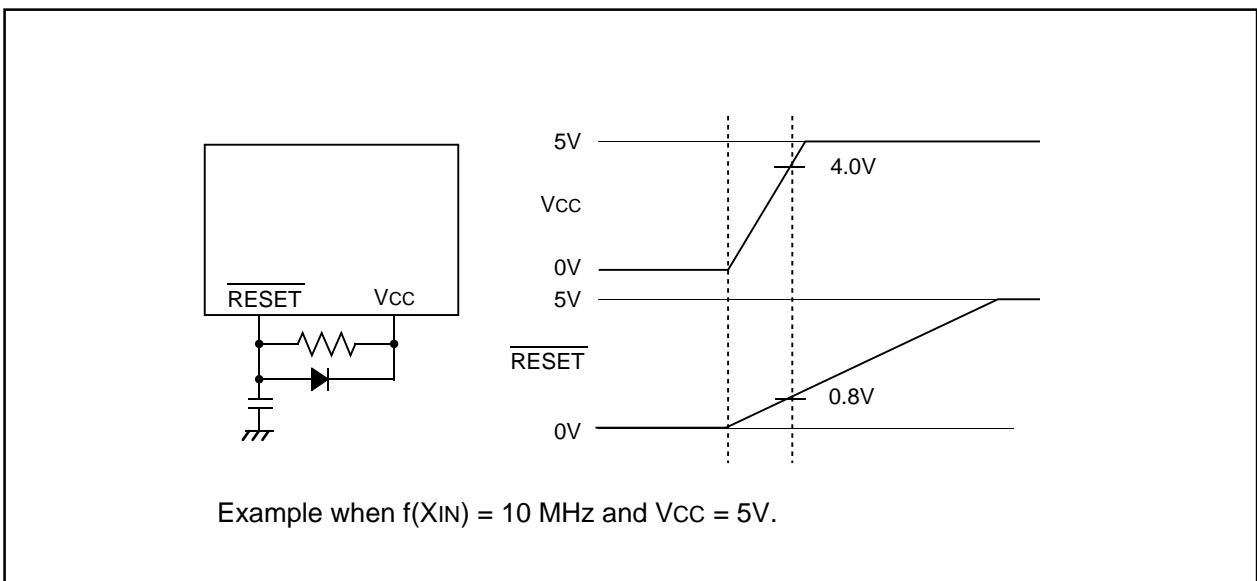 RESET
VCC
5V
4.0V
VCC
0V
5V
RESET
0.8V
0V
Example when f(XIN) = 10 MHz and VCC = 5V.